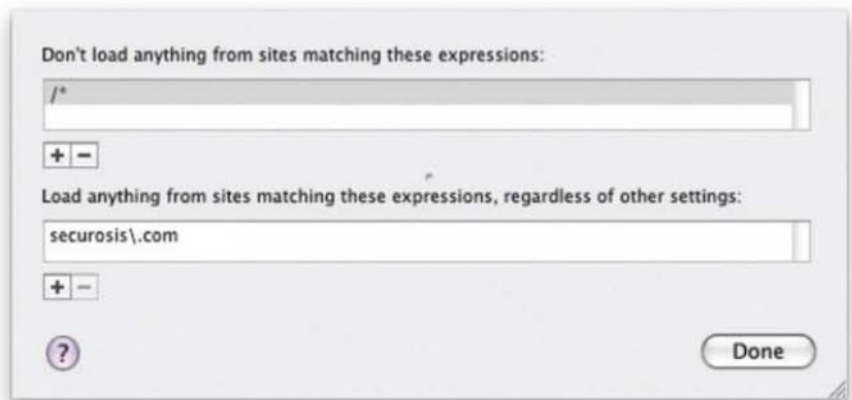 Don't load anything from sites matching these expressions:
/*
+ -
Load anything from sites matching these expressions, regardless of other settings:
securosis\.com
+ -
? Done